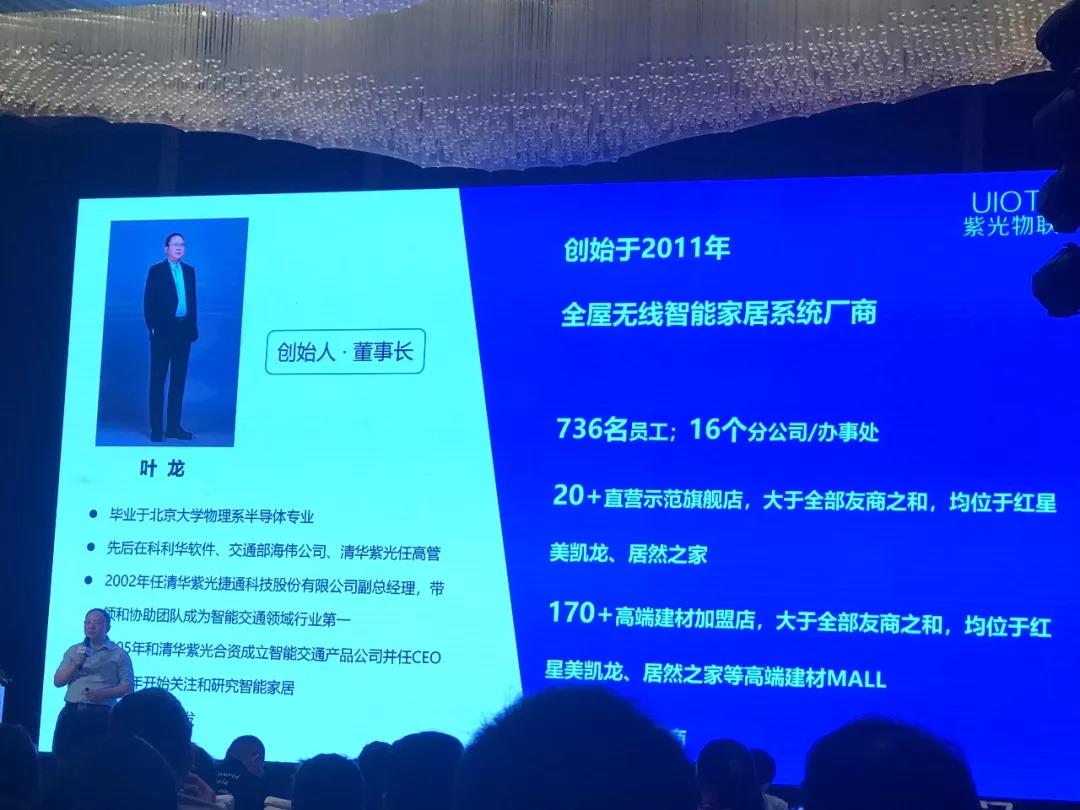 UIOT
紫光物联
创始人·董事长
叶 龙
● 毕业于北京大学物理系半导体专业
● 先后在科利华软件、交通部海伟公司、清华紫光任高管
● 2002年任清华紫光捷通科技股份有限公司副总经理，带
领和协助团队成为智能交通领域行业第一
05年和清华紫光合资成立智能交通产品公司并任CEO
年开始关注和研究智能家居
创始于2011年
全屋无线智能家居系统厂商
736名员工；16个分公司/办事处
20+直营示范旗舰店，大于全部友商之和，均位于红星
美凯龙、居然之家
170+高端建材加盟店，大于全部友商之和，均位于红
星美凯龙、居然之家等高端建材MALL